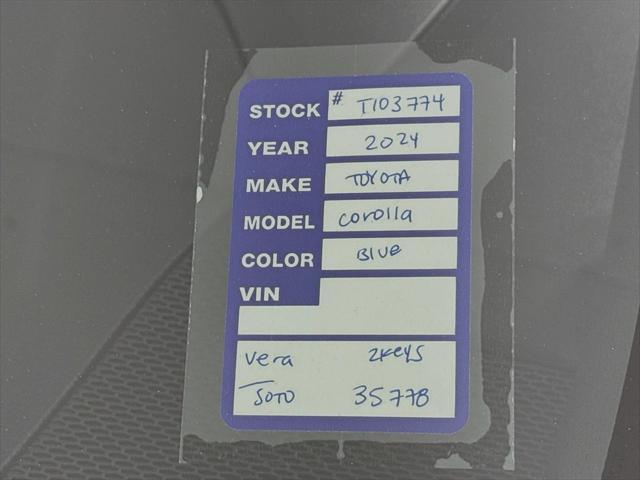 STOCK # T103774
YEAR 2024
MAKE TOYOTA
MODEL corolla
COLOR Blue
VIN
Vera 2Keys
SOTO 35778